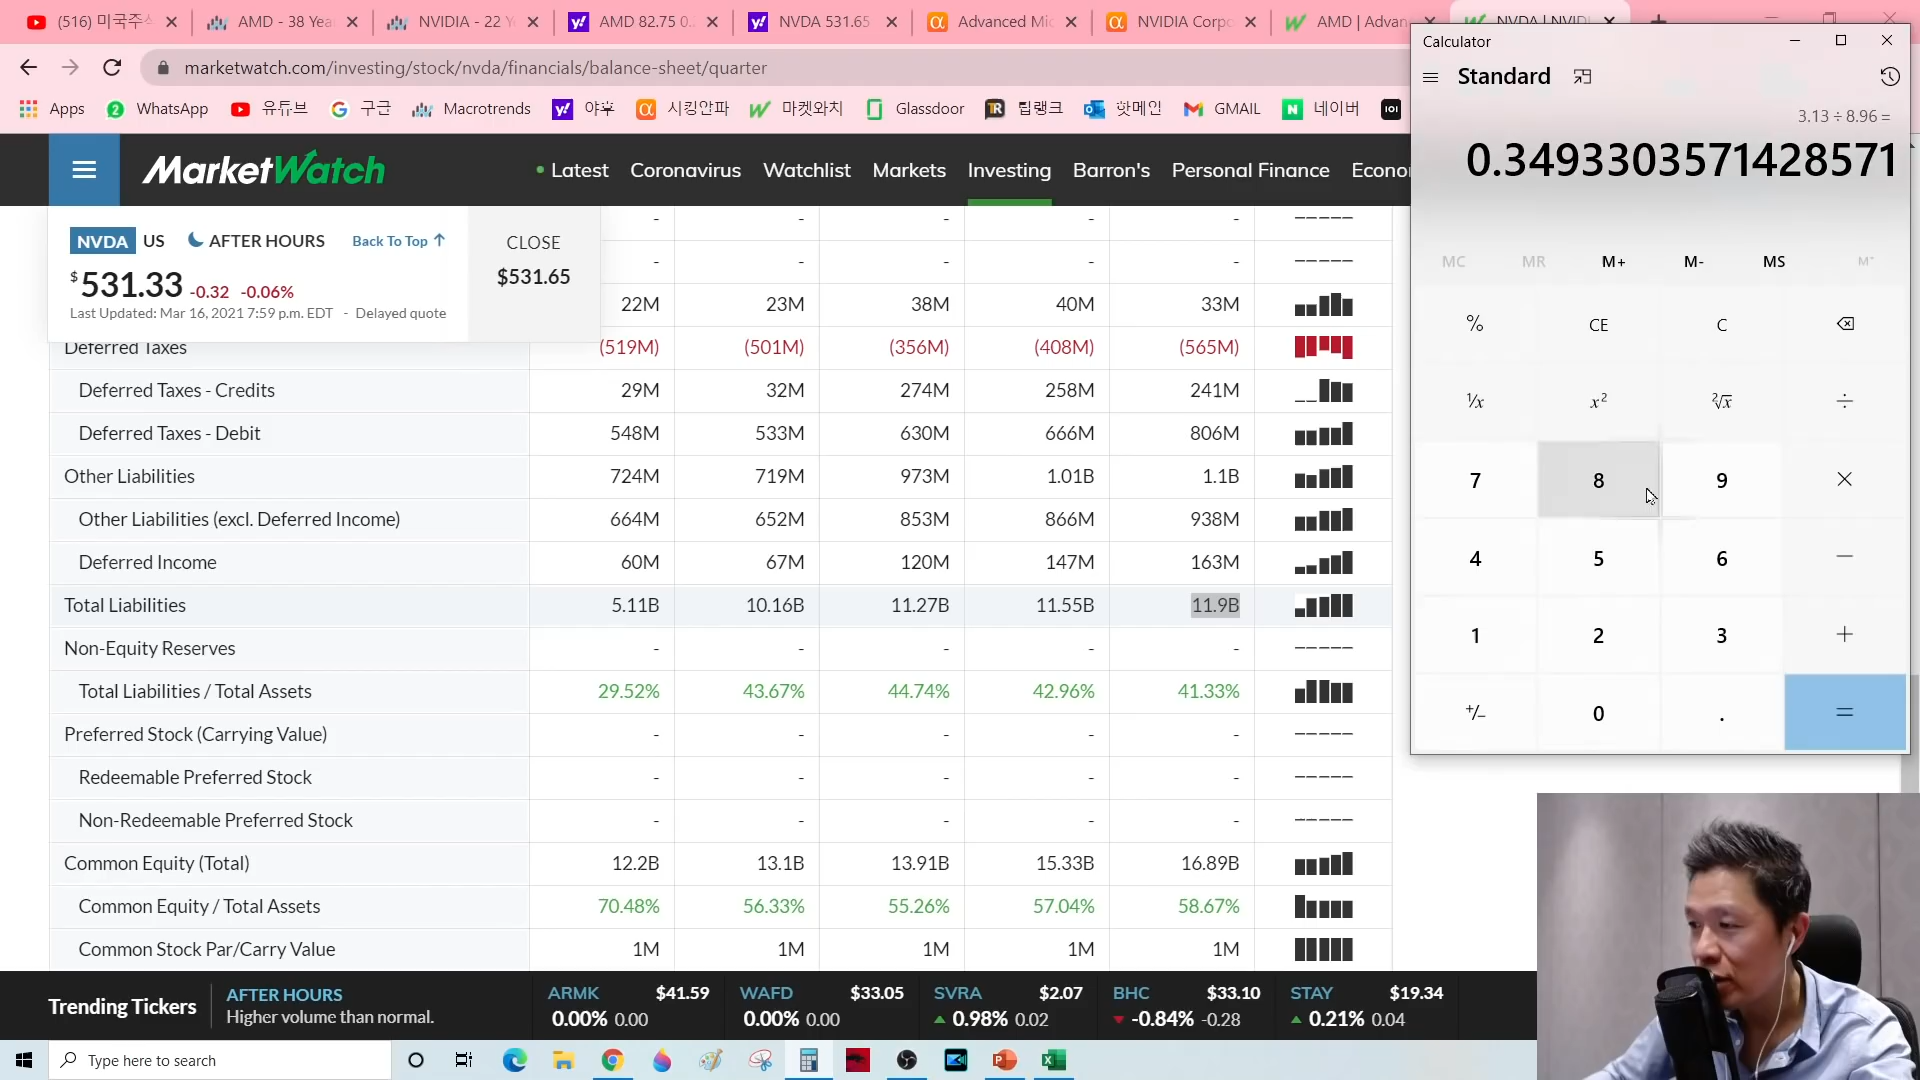 (516) 미국주식
AMD - 38 Yea
NVIDIA - 22 Y
AMD 82.75 0.
NVDA 531.65
Advanced Mic
NVIDIA Corpo
AMD | Advan
NVDA | NVIDI
marketwatch.com/investing/stock/nvda/financials/balance-sheet/quarter
Apps
WhatsApp
유튜브
구글
Macrotrends
야후
시킹안파
마켓와치
Glassdoor
팁랭크
핫메인
GMAIL
네이버
MarketWatch
Latest
Coronavirus
Watchlist
Markets
Investing
Barron's
Personal Finance
Econo
NVDA US AFTER HOURS Back To Top
$531.33 -0.32 -0.06%
Last Updated: Mar 16, 2021 7:59 p.m. EDT - Delayed quote
CLOSE
$531.65
- - - - -
- - - - -
22M 23M 38M 40M 33M
Deferred Taxes (519M) (501M) (356M) (408M) (565M)
Deferred Taxes - Credits 29M 32M 274M 258M 241M
Deferred Taxes - Debit 548M 533M 630M 666M 806M
Other Liabilities 724M 719M 973M 1.01B 1.1B
Other Liabilities (excl. Deferred Income) 664M 652M 853M 866M 938M
Deferred Income 60M 67M 120M 147M 163M
Total Liabilities 5.11B 10.16B 11.27B 11.55B 11.9B
Non-Equity Reserves - - - - -
Total Liabilities / Total Assets 29.52% 43.67% 44.74% 42.96% 41.33%
Preferred Stock (Carrying Value) - - - - -
Redeemable Preferred Stock - - - - -
Non-Redeemable Preferred Stock - - - - -
Common Equity (Total) 12.2B 13.1B 13.91B 15.33B 16.89B
Common Equity / Total Assets 70.48% 56.33% 55.26% 57.04% 58.67%
Common Stock Par/Carry Value 1M 1M 1M 1M 1M
Trending Tickers
AFTER HOURS
Higher volume than normal.
ARMK $41.59
0.00% 0.00
WAFD $33.05
0.00% 0.00
SVRA $2.07
0.98% 0.02
BHC $33.10
-0.84% -0.28
STAY $19.34
0.21% 0.04
Type here to search
Calculator
Standard
3.13 ÷ 8.96 =
0.3493303571428571
MC MR M+ M- MS M˅
% CE C
¹/x x² ²√x ÷
7 8 9 ×
4 5 6 −
1 2 3 +
+/− 0 . =